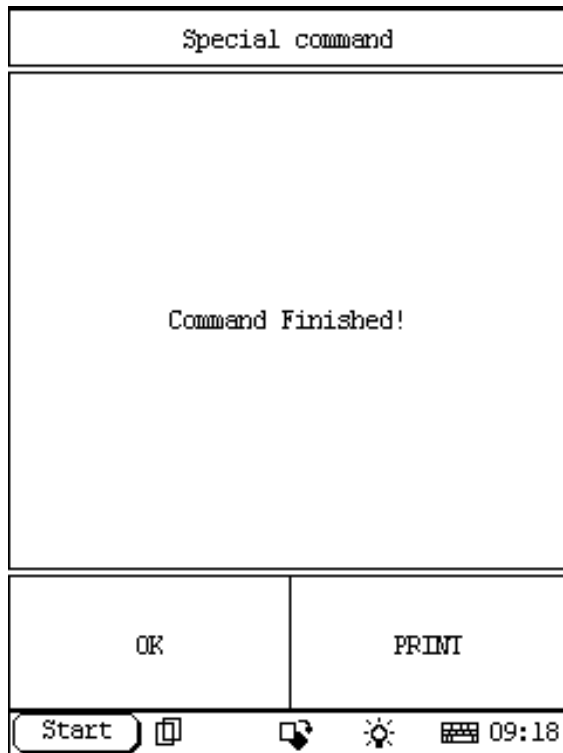 Special command
Command Finished!
OK
PRINT
Start
09:18